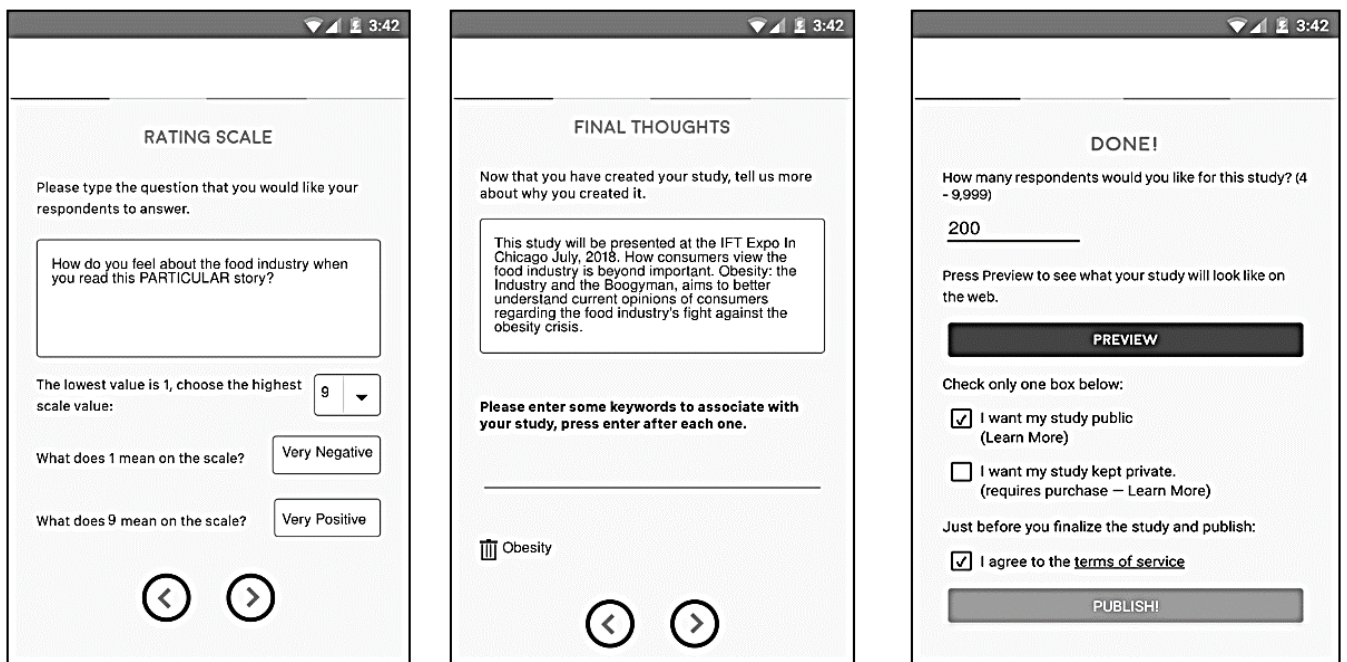 3:42
RATING SCALE
Please type the question that you would like your
respondents to answer.
How do you feel about the food industry when
you read this PARTICULAR story?
The lowest value is 1, choose the highest
scale value:
9
What does 1 mean on the scale?
Very Negative
What does 9 mean on the scale?
Very Positive
3:42
FINAL THOUGHTS
Now that you have created your study, tell us more
about why you created it.
This study will be presented at the IFT Expo In
Chicago July, 2018. How consumers view the
food industry is beyond important. Obesity: the
Industry and the Boogyman, aims to better
understand current opinions of consumers
regarding the food industry's fight against the
obesity crisis.
Please enter some keywords to associate with
your study, press enter after each one.
Obesity
3:42
DONE!
How many respondents would you like for this study? (4
- 9,999)
200
Press Preview to see what your study will look like on
the web.
PREVIEW
Check only one box below:
I want my study public
(Learn More)
I want my study kept private.
(requires purchase — Learn More)
Just before you finalize the study and publish:
I agree to the terms of service
PUBLISH!